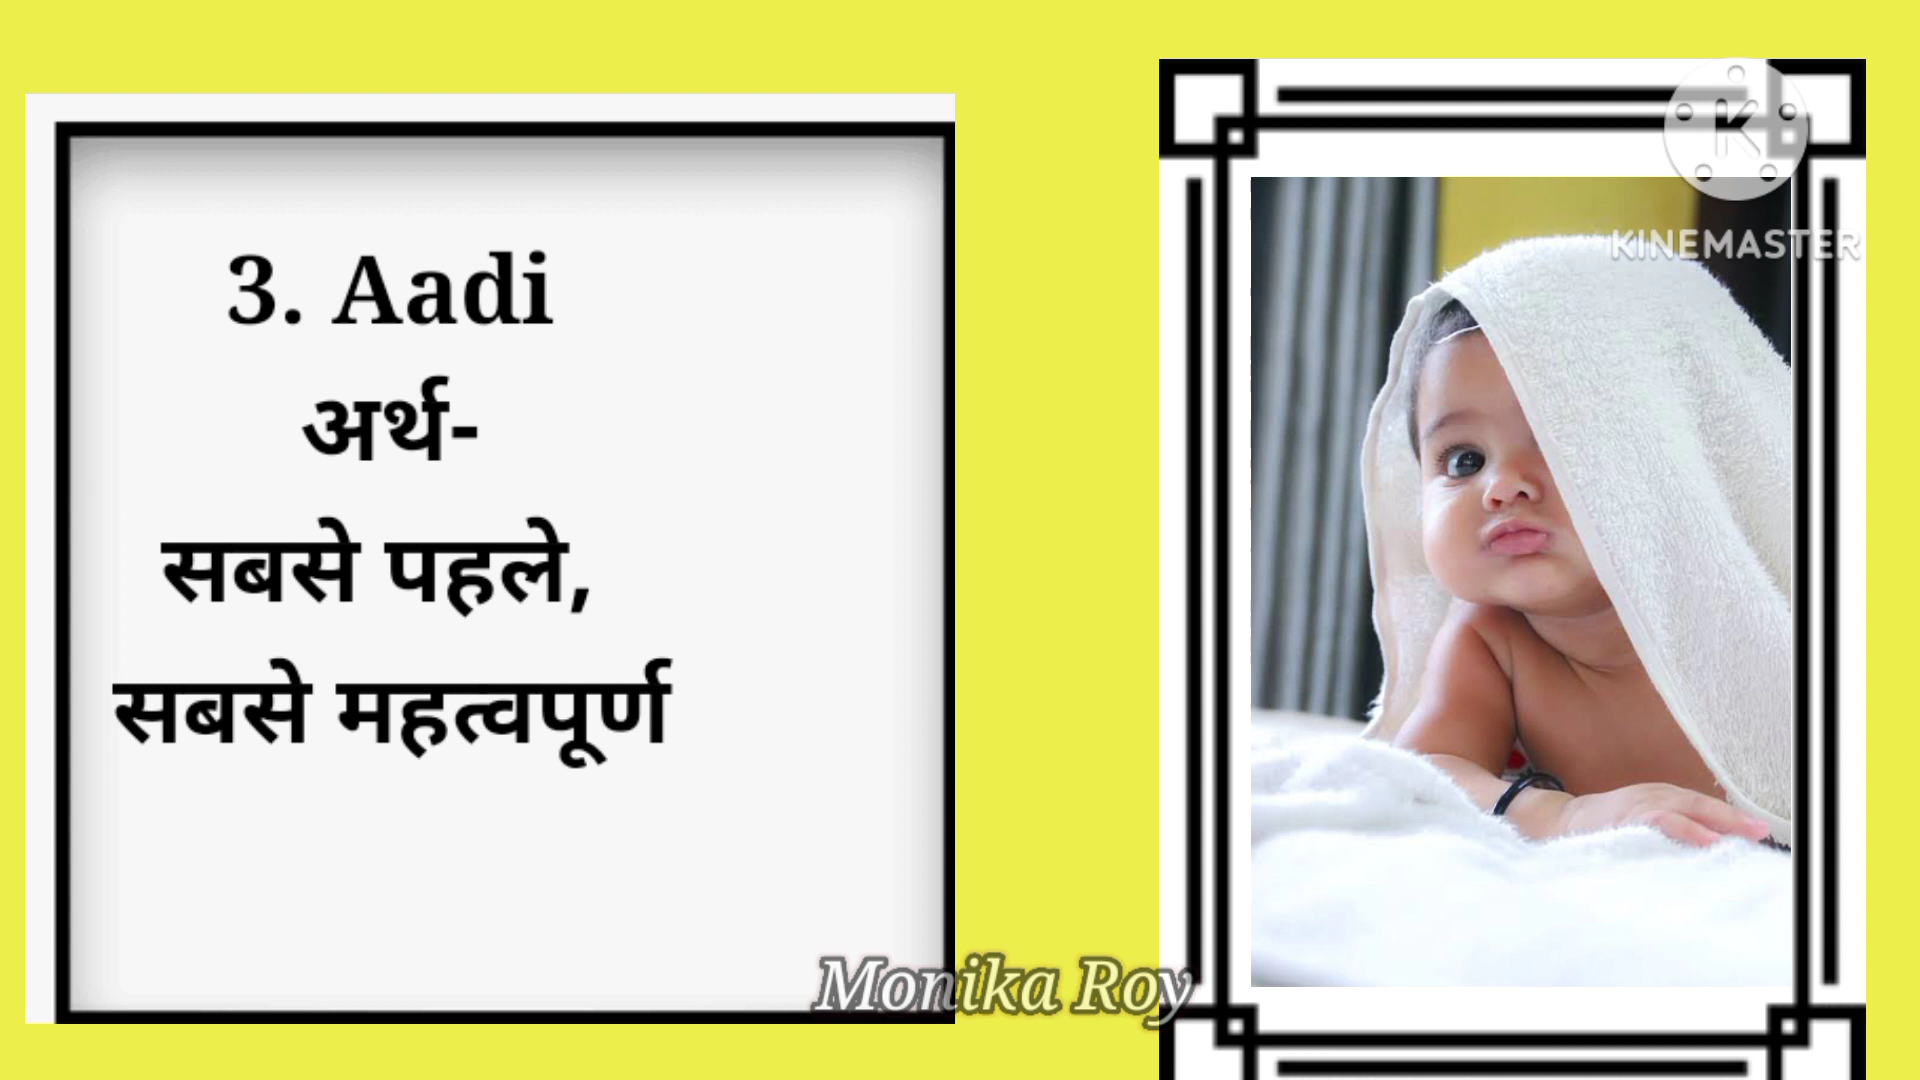 3. Aadi
अर्थ-
सबसे पहले,
सबसे महत्वपूर्ण
Monika Roy
K
KINEMASTER